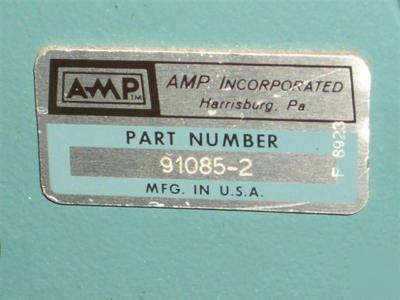 AMP TM
AMP INCORPORATED
Harrisburg, Pa
PART NUMBER
91085-2
MFG. IN U.S.A.
F 8923